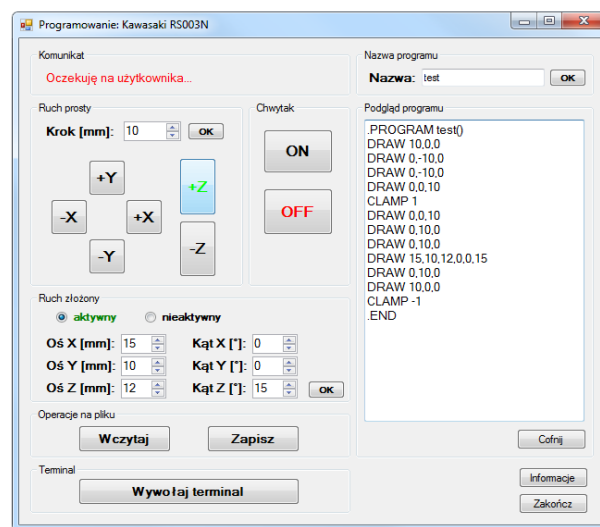 Programowanie: Kawasaki RS003N
Komunikat
Oczekuję na użytkownika...
Nazwa programu
Nazwa: test OK
Ruch prosty
Krok [mm]: 10 OK
+Y
-X
+X
-Y
+Z
-Z
Chwytak
ON
OFF
Podgląd programu
.PROGRAM test()
DRAW 10,0,0
DRAW 0,-10,0
DRAW 0,-10,0
DRAW 0,0,10
CLAMP 1
DRAW 0,0,10
DRAW 0,10,0
DRAW 0,10,0
DRAW 15,10,12,0,0,15
DRAW 0,10,0
DRAW 10,0,0
CLAMP -1
.END
Ruch złożony
aktywny nieaktywny
Oś X [mm]: 15 Kąt X [°]: 0
Oś Y [mm]: 10 Kąt Y [°]: 0
Oś Z [mm]: 12 Kąt Z [°]: 15 OK
Operacje na pliku
Wczytaj Zapisz
Cofnij
Terminal
Wywołaj terminal
Informacje
Zakończ